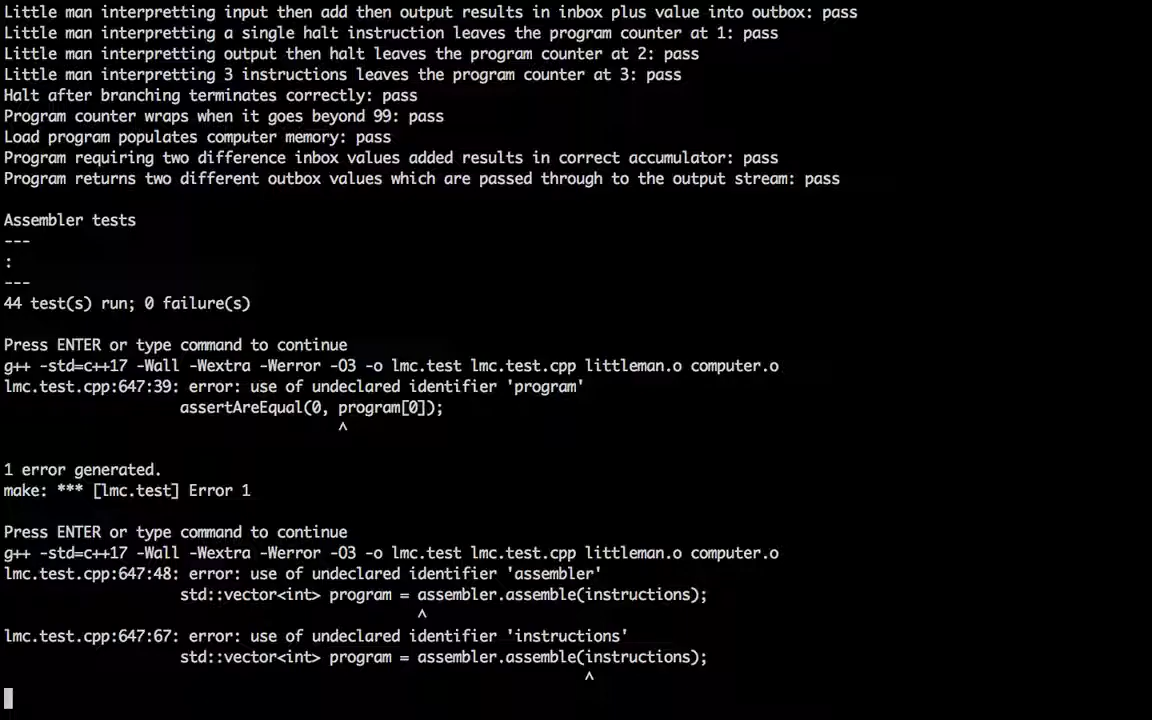 Little man interpretting input then add then output results in inbox plus value into outbox: pass
Little man interpretting a single halt instruction leaves the program counter at 1: pass
Little man interpretting output then halt leaves the program counter at 2: pass
Little man interpretting 3 instructions leaves the program counter at 3: pass
Halt after branching terminates correctly: pass
Program counter wraps when it goes beyond 99: pass
Load program populates computer memory: pass
Program requiring two difference inbox values added results in correct accumulator: pass
Program returns two different outbox values which are passed through to the output stream: pass
Assembler tests
---
:
---
44 test(s) run; 0 failure(s)
Press ENTER or type command to continue
g++ -std=c++17 -Wall -Wextra -Werror -O3 -o lmc.test lmc.test.cpp littleman.o computer.o
lmc.test.cpp:647:39: error: use of undeclared identifier 'program'
assertAreEqual(0, program[0]);
^
1 error generated.
make: *** [lmc.test] Error 1
Press ENTER or type command to continue
g++ -std=c++17 -Wall -Wextra -Werror -O3 -o lmc.test lmc.test.cpp littleman.o computer.o
lmc.test.cpp:647:48: error: use of undeclared identifier 'assembler'
std::vector<int> program = assembler.assemble(instructions);
^
lmc.test.cpp:647:67: error: use of undeclared identifier 'instructions'
std::vector<int> program = assembler.assemble(instructions);
^